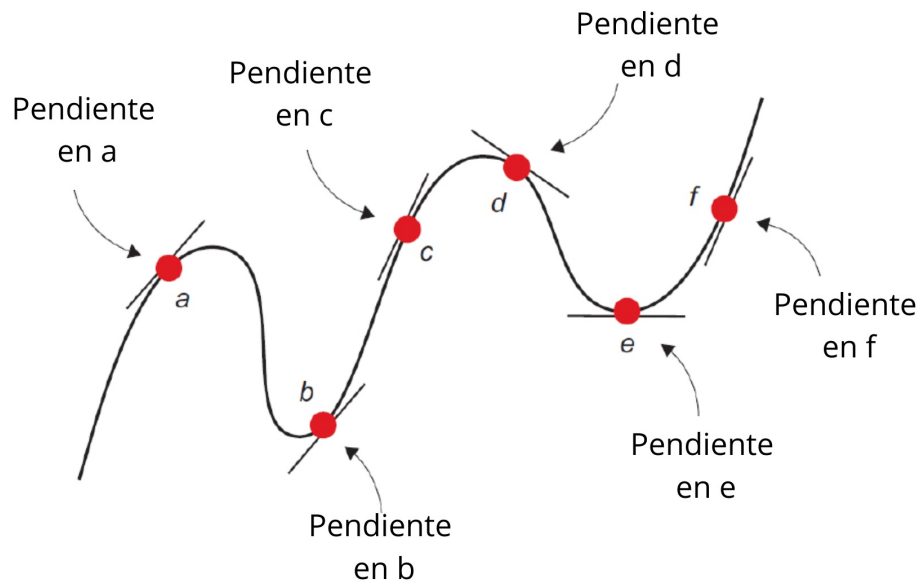 Pendiente
en d
Pendiente
en c
Pendiente
en a
a
b
c
d
e
f
Pendiente
en f
Pendiente
en e
Pendiente
en b